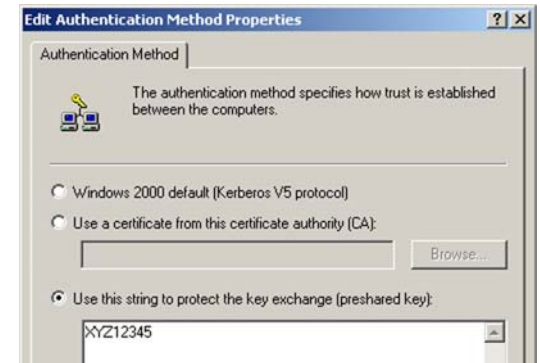 Edit Authentication Method Properties
Authentication Method
The authentication method specifies how trust is established
between the computers.
Windows 2000 default (Kerberos V5 protocol)
Use a certificate from this certificate authority (CA):
Browse...
Use this string to protect the key exchange (preshared key):
XYZ12345